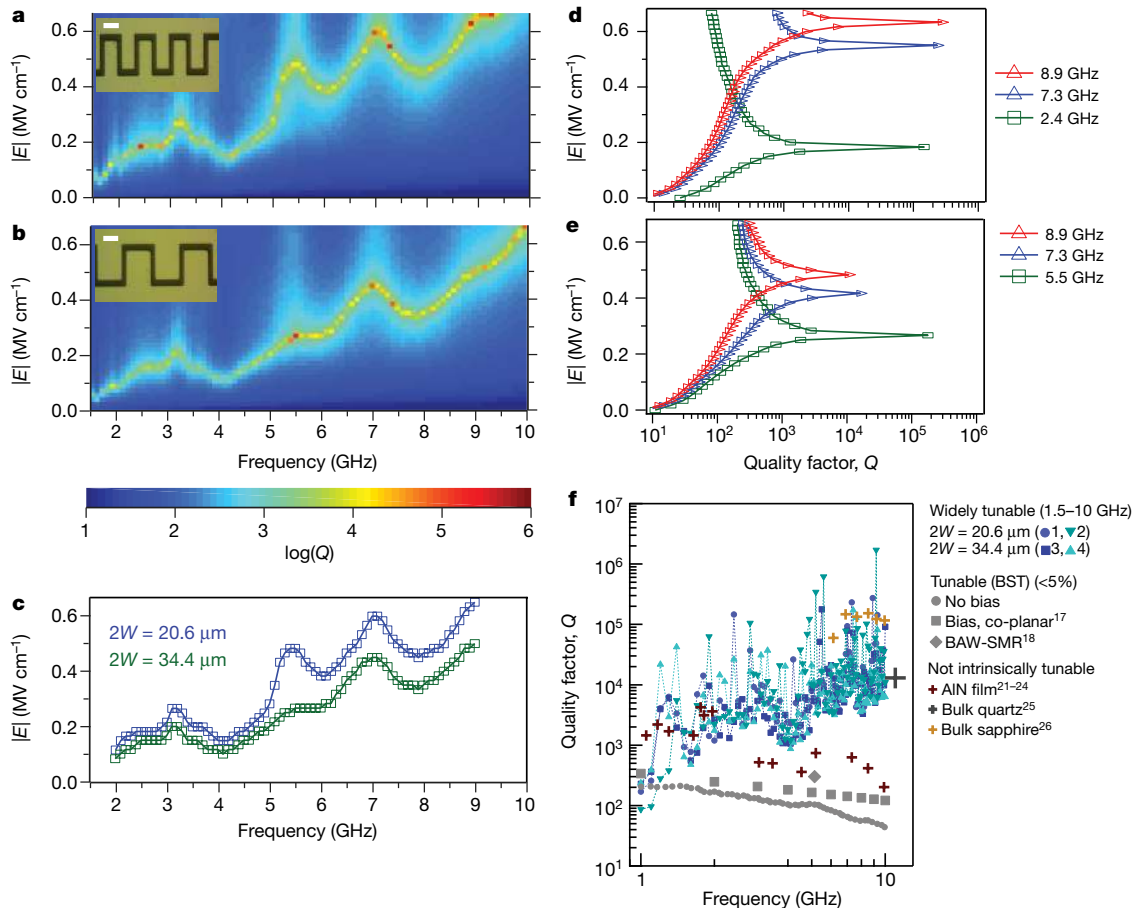 a
|E| (MV cm⁻¹)
0.6
0.4
0.2
0.0
b
|E| (MV cm⁻¹)
0.6
0.4
0.2
0.0
2 3 4 5 6 7 8 9 10
Frequency (GHz)
1 2 3 4 5 6
log(Q)
c
|E| (MV cm⁻¹)
0.6
0.4
0.2
0.0
2W = 20.6 μm
2W = 34.4 μm
2 3 4 5 6 7 8 9 10
Frequency (GHz)
d
|E| (MV cm⁻¹)
0.6
0.4
0.2
0.0
8.9 GHz
7.3 GHz
2.4 GHz
e
|E| (MV cm⁻¹)
0.6
0.4
0.2
0.0
8.9 GHz
7.3 GHz
5.5 GHz
10¹ 10² 10³ 10⁴ 10⁵ 10⁶
Quality factor, Q
f
Quality factor, Q
10⁷
10⁶
10⁵
10⁴
10³
10²
10¹
1 10
Frequency (GHz)
Widely tunable (1.5–10 GHz)
2W = 20.6 μm (●1,▼2)
2W = 34.4 μm (■3,▲4)
Tunable (BST) (<5%)
No bias
Bias, co-planar¹⁷
BAW-SMR¹⁸
Not intrinsically tunable
AlN film²¹⁻²⁴
Bulk quartz²⁵
Bulk sapphire²⁶